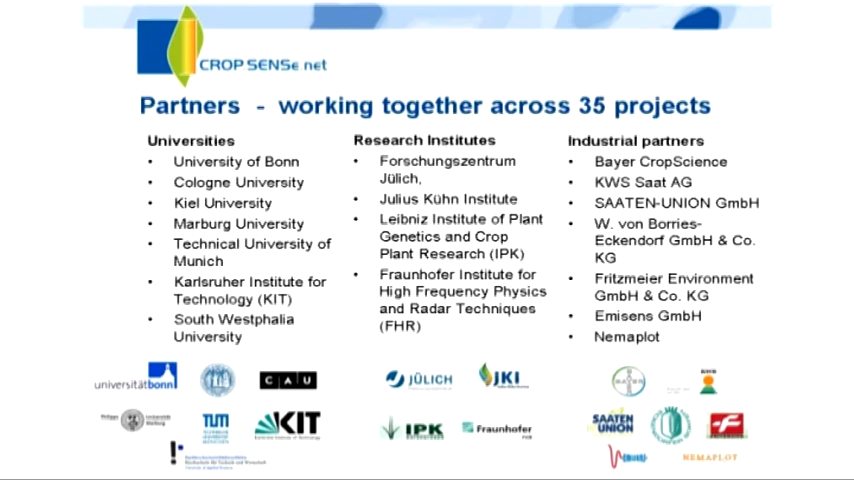 CROP SENSe net
Partners - working together across 35 projects
Universities
• University of Bonn
• Cologne University
• Kiel University
• Marburg University
• Technical University of
Munich
• Karlsruher Institute for
Technology (KIT)
• South Westphalia
University
Research Institutes
• Forschungszentrum
Jülich,
• Julius Kühn Institute
• Leibniz Institute of Plant
Genetics and Crop
Plant Research (IPK)
• Fraunhofer Institute for
High Frequency Physics
and Radar Techniques
(FHR)
Industrial partners
• Bayer CropScience
• KWS Saat AG
• SAATEN-UNION GmbH
• W. von Borries-
Eckendorf GmbH & Co.
KG
• Fritzmeier Environment
GmbH & Co. KG
• Emisens GmbH
• Nemaplot
universitätbonn
CAU
JÜLICH
JKI
BAYER
KWS
TUM
KIT
IPK
Fraunhofer
SAATEN
UNION
NEMAPLOT